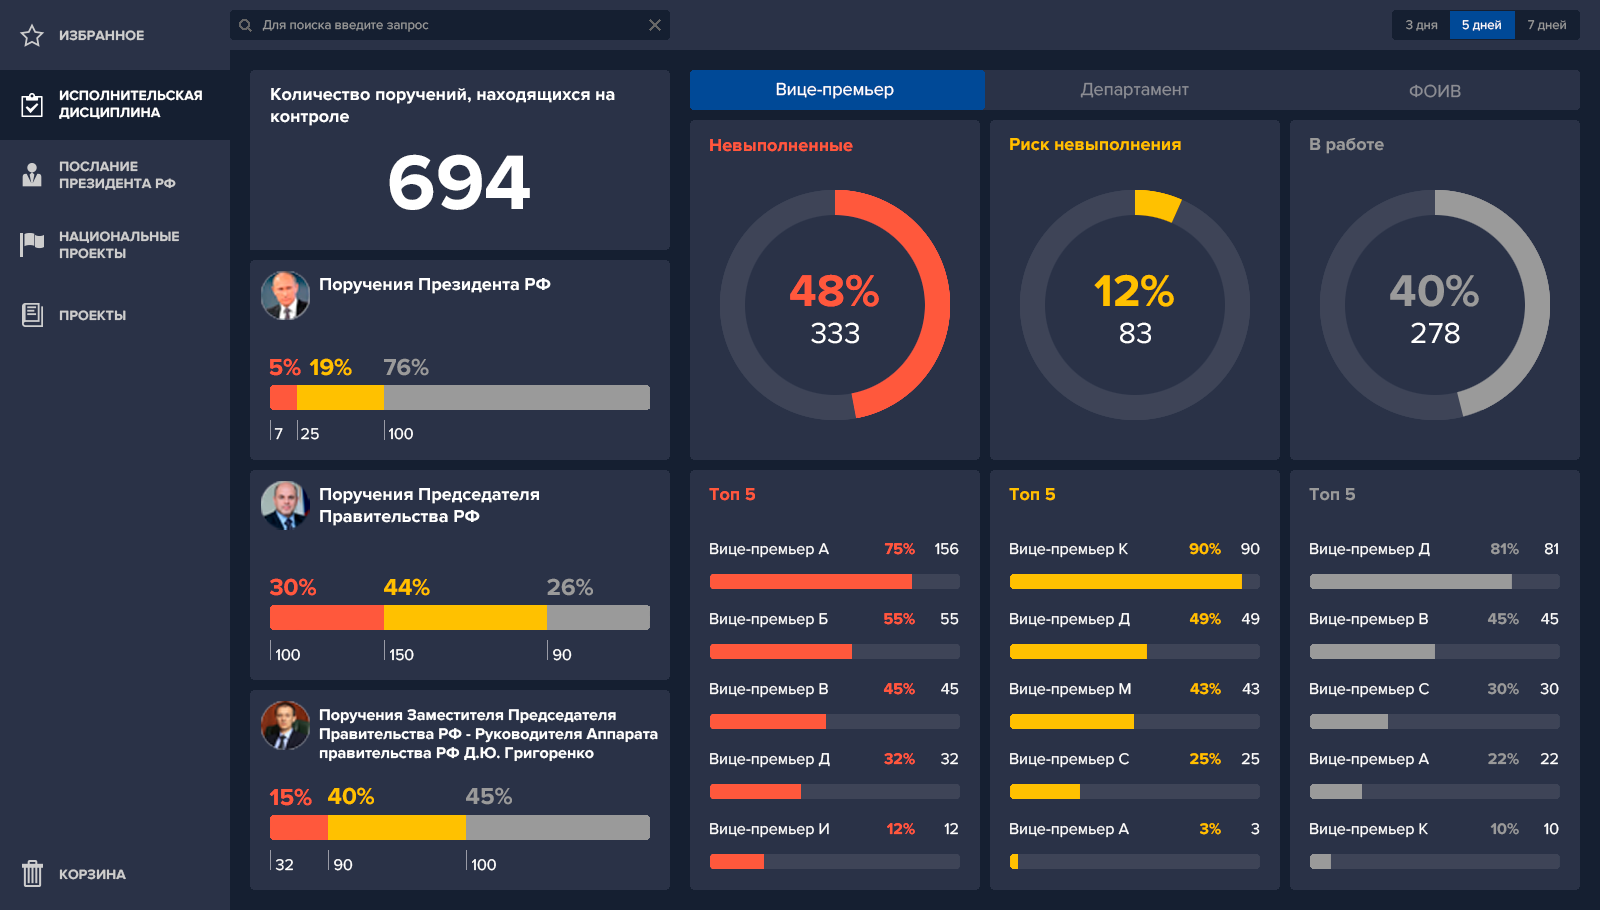 ИЗБРАННОЕ
ИСПОЛНИТЕЛЬСКАЯ
ДИСЦИПЛИНА
ПОСЛАНИЕ
ПРЕЗИДЕНТА РФ
НАЦИОНАЛЬНЫЕ
ПРОЕКТЫ
ПРОЕКТЫ
КОРЗИНА
Для поиска введите запрос
3 дня 5 дней 7 дней
Количество поручений, находящихся на
контроле
694
Поручения Президента РФ
5% 19% 76%
7 25 100
Поручения Председателя
Правительства РФ
30% 44% 26%
100 150 90
Поручения Заместителя Председателя
Правительства РФ - Руководителя Аппарата
правительства РФ Д.Ю. Григоренко
15% 40% 45%
32 90 100
Вице-премьер Департамент ФОИВ
Невыполненные
48%
333
Риск невыполнения
12%
83
В работе
40%
278
Топ 5
Вице-премьер А 75% 156
Вице-премьер Б 55% 55
Вице-премьер В 45% 45
Вице-премьер Д 32% 32
Вице-премьер И 12% 12
Топ 5
Вице-премьер К 90% 90
Вице-премьер Д 49% 49
Вице-премьер М 43% 43
Вице-премьер С 25% 25
Вице-премьер А 3% 3
Топ 5
Вице-премьер Д 81% 81
Вице-премьер В 45% 45
Вице-премьер С 30% 30
Вице-премьер А 22% 22
Вице-премьер К 10% 10